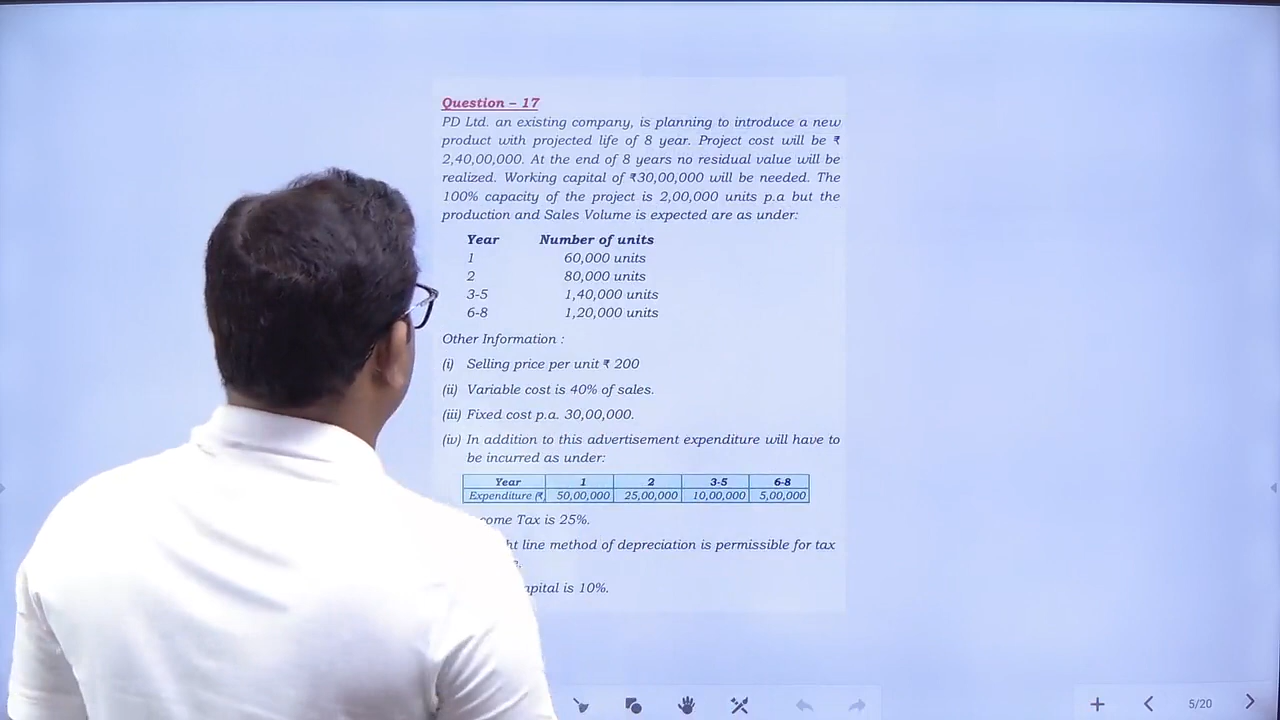 Question – 17
PD Ltd. an existing company, is planning to introduce a new
product with projected life of 8 year. Project cost will be ₹
2,40,00,000. At the end of 8 years no residual value will be
realized. Working capital of ₹30,00,000 will be needed. The
100% capacity of the project is 2,00,000 units p.a but the
production and Sales Volume is expected are as under:
Year Number of units
1 60,000 units
2 80,000 units
3-5 1,40,000 units
6-8 1,20,000 units
Other Information :
(i) Selling price per unit ₹ 200
(ii) Variable cost is 40% of sales.
(iii) Fixed cost p.a. 30,00,000.
(iv) In addition to this advertisement expenditure will have to
be incurred as under:
Year 1 2 3-5 6-8
Expenditure (₹ 50,00,000 25,00,000 10,00,000 5,00,000
come Tax is 25%.
ht line method of depreciation is permissible for tax
apital is 10%.
5/20